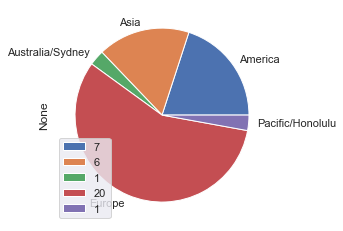 Asia
Australia/Sydney
America
Pacific/Honolulu
None
7
6
1
20
1
Europe